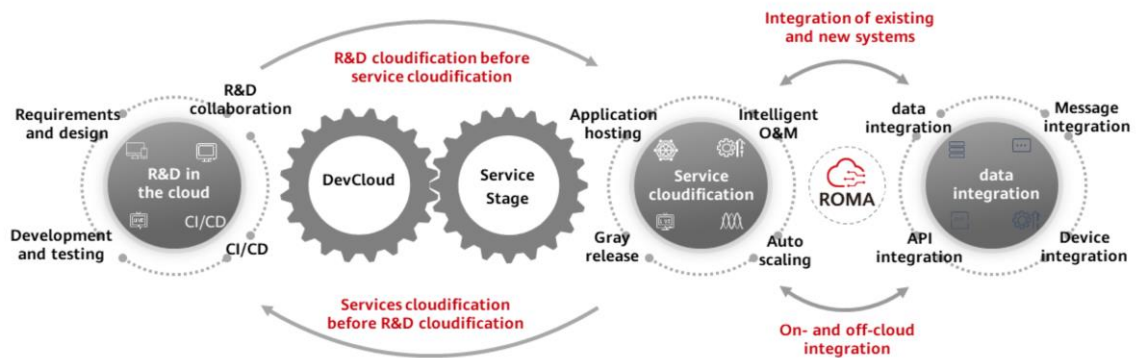 Integration of existing
and new systems
R&D cloudification before
service cloudification
R&D
collaboration
Requirements
and design
R&D in
the cloud
CI/CD
Development
and testing
CI/CD
DevCloud
Service
Stage
Application
hosting
Intelligent
O&M
Service
cloudification
Gray
release
Auto
scaling
ROMA
data
integration
Message
integration
data
integration
API
integration
Device
integration
Services cloudification
before R&D cloudification
On- and off-cloud
integration